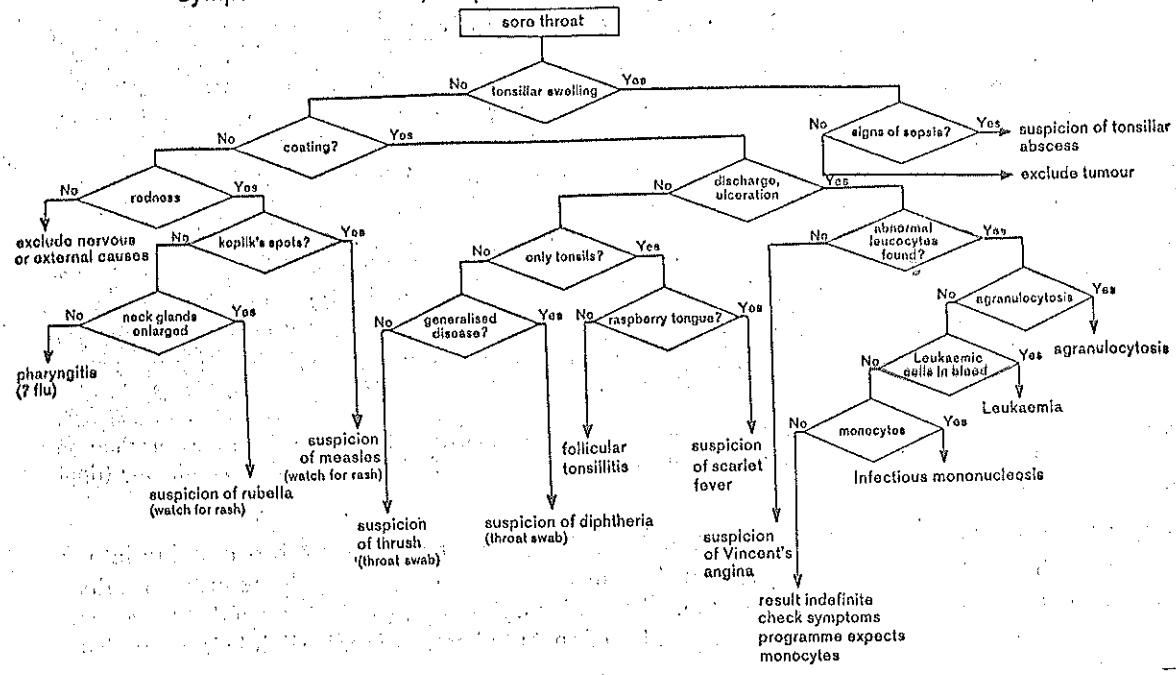 sore throat
No
tonsillar swelling
Yes
No
coating?
Yes
No
signs of sepsis?
Yes
suspicion of tonsillar
abscess
exclude tumour
No
redness
Yes
No
discharge,
ulceration
Yes
exclude nervous
or external causes
No
koplik's spots?
Yes
No
only tonsils?
Yes
No
abnormal
leucocytes
found?
Yes
No
neck glands
enlarged
Yes
No
generalised
disease?
Yes
No
raspberry tongue?
Yes
No
agranulocytosis
Yes
agranulocytosis
pharyngitis
(? flu)
No
Leukaemic
cells in blood
Yes
Leukaemia
No
monocytes
Yes
Infectious mononucleosis
suspicion
of measles
(watch for rash)
follicular
tonsillitis
suspicion
of scarlet
fever
suspicion of rubella
(watch for rash)
suspicion
of thrush
(throat swab)
suspicion of diphtheria
(throat swab)
suspicion
of Vincent's
angina
result indefinite
check symptoms
programme expects
monocytes